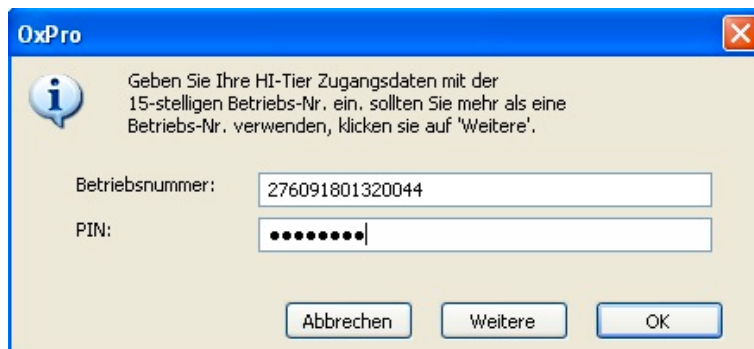 OxPro
Geben Sie Ihre HI-Tier Zugangsdaten mit der
15-stelligen Betriebs-Nr. ein. sollten Sie mehr als eine
Betriebs-Nr. verwenden, klicken sie auf 'Weitere'.
Betriebsnummer: 276091801320044
PIN: ●●●●●●●●
Abbrechen Weitere OK